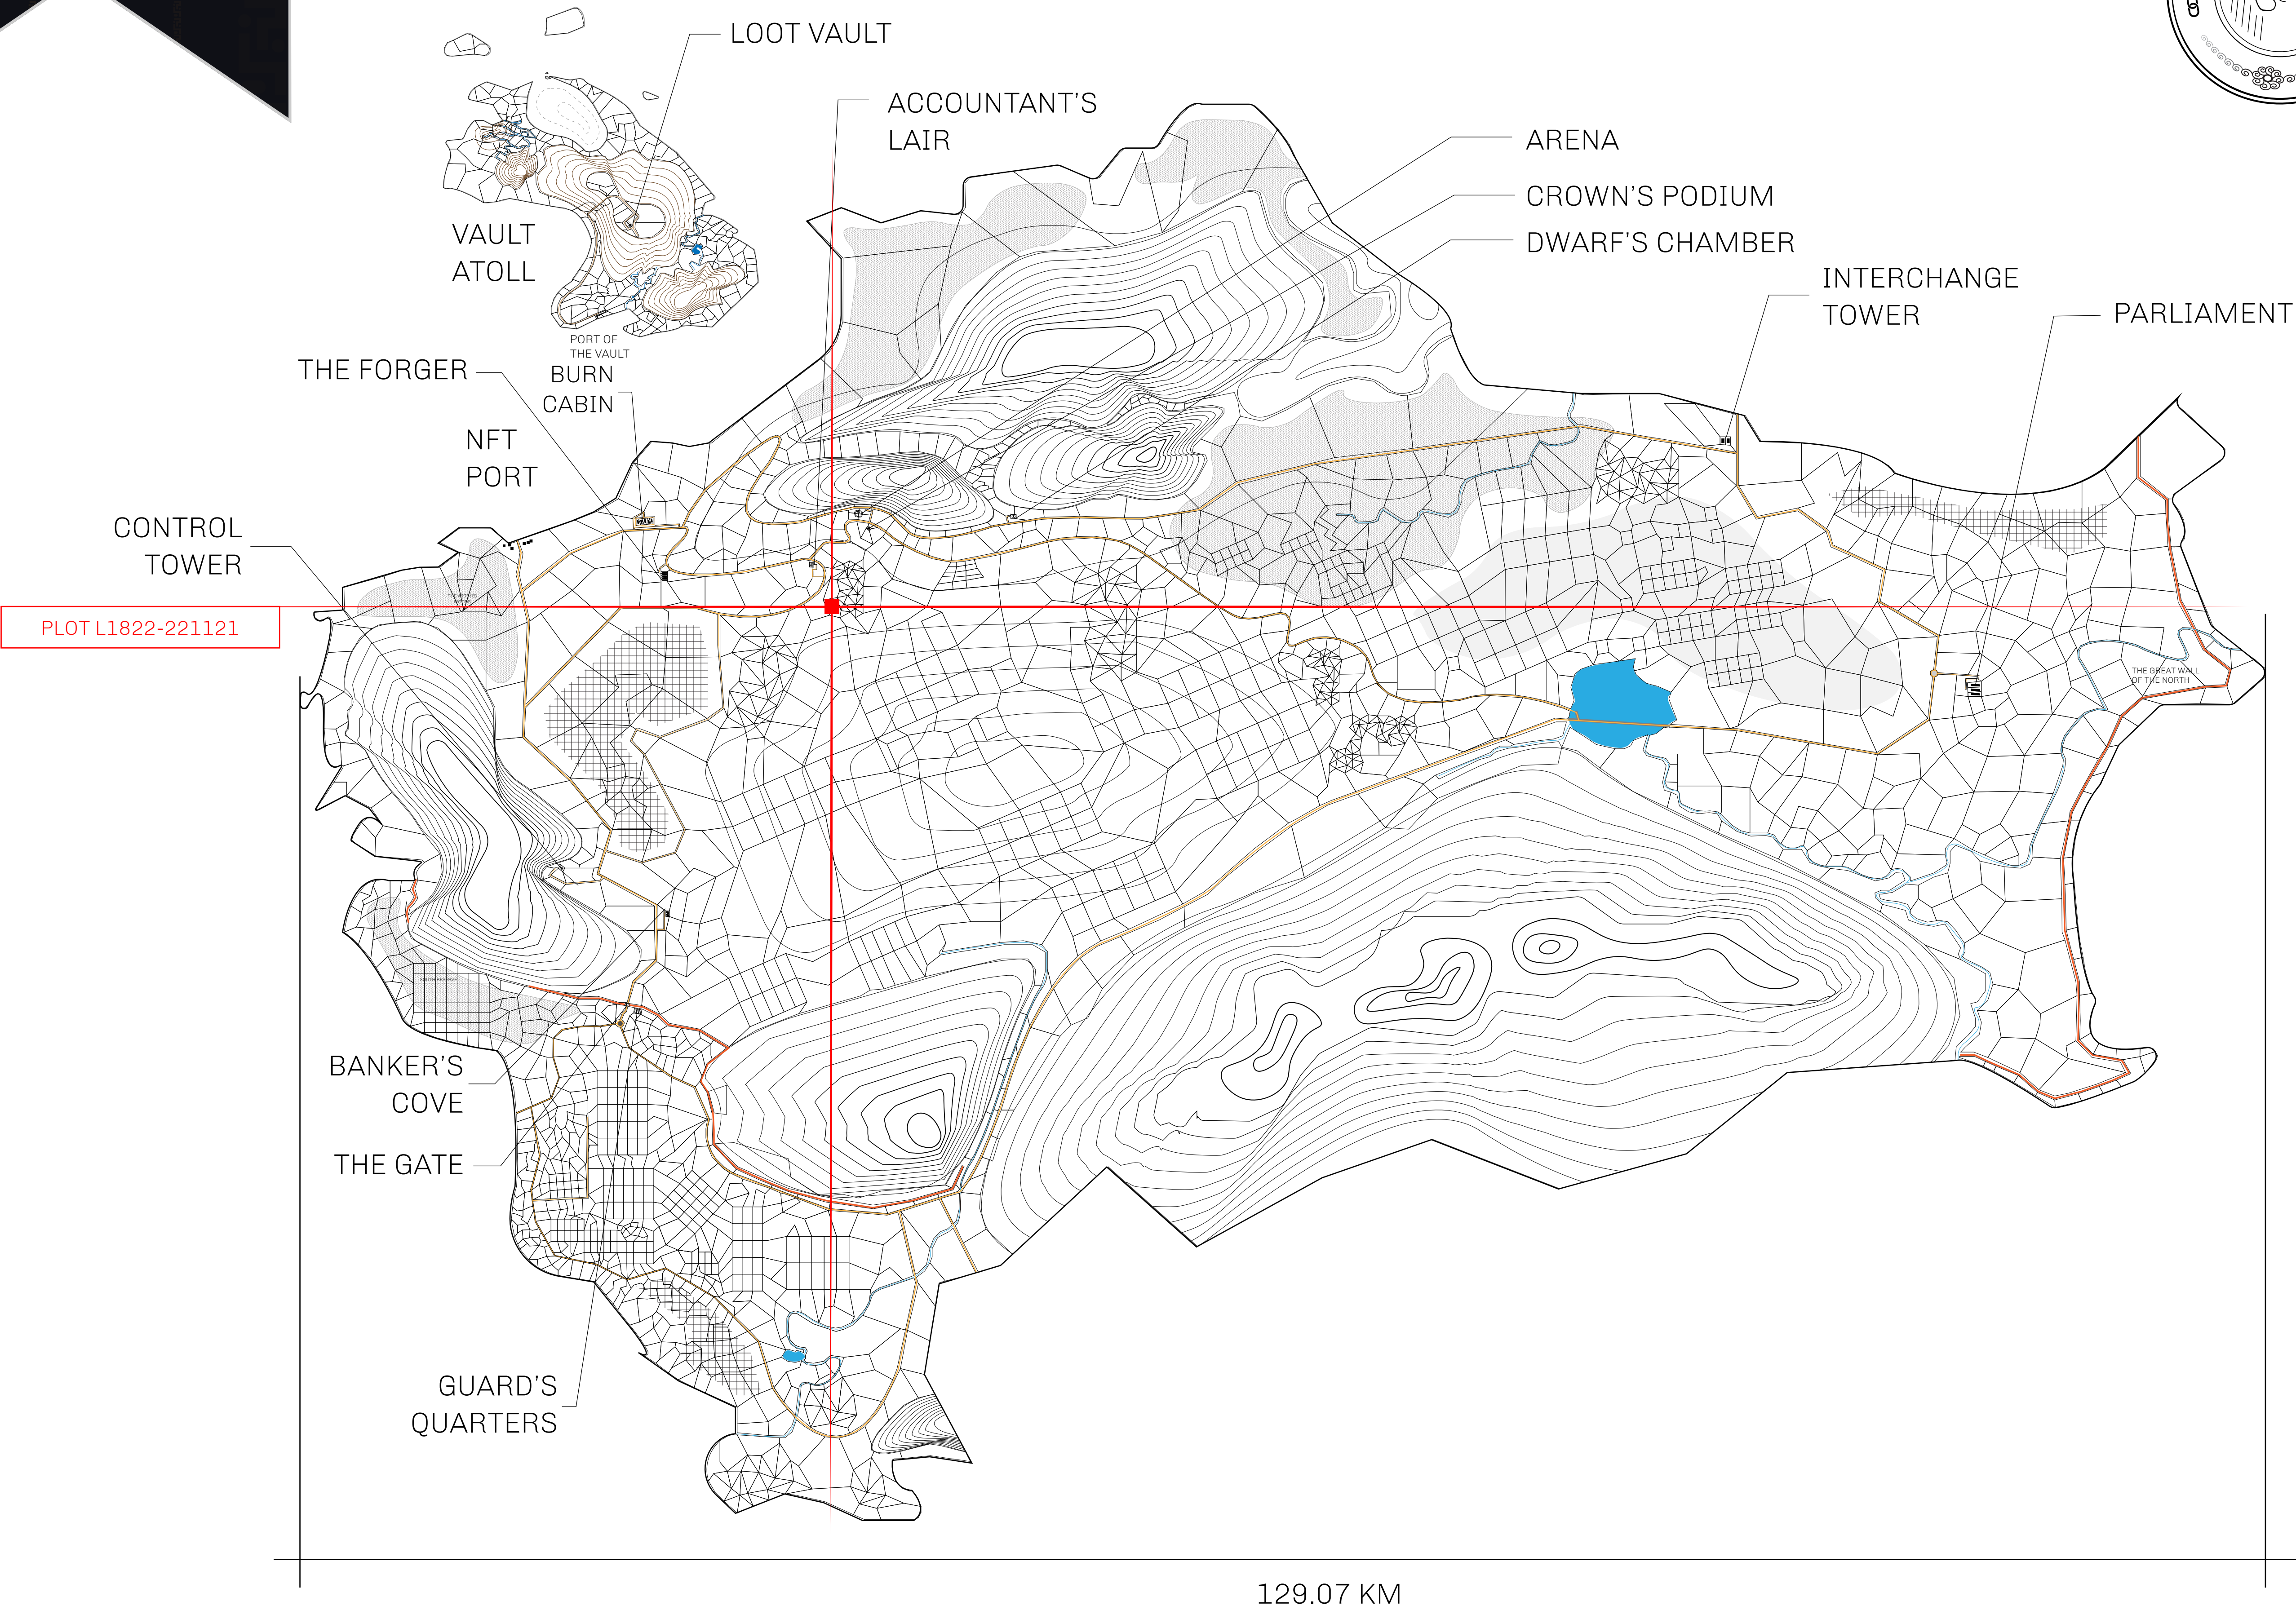 LOOT VAULT
ACCOUNTANT'S
LAIR
ARENA
CROWN'S PODIUM
DWARF'S CHAMBER
INTERCHANGE
TOWER
PARLIAMENT
VAULT
ATOLL
PORT OF
THE VAULT
THE FORGER
BURN
CABIN
NFT
PORT
CONTROL
TOWER
PLOT L1822-221121
THE GREAT WALL
OF THE NORTH
SOUTH RESERVE
BANKER'S
COVE
THE GATE
GUARD'S
QUARTERS
129.07 KM